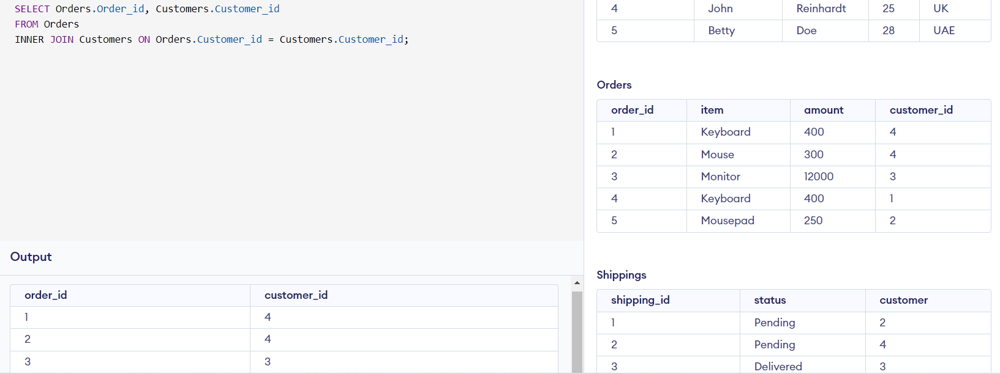 SELECT Orders.Order_id, Customers.Customer_id
FROM Orders
INNER JOIN Customers ON Orders.Customer_id = Customers.Customer_id;
Output
order_id customer_id
1 4
2 4
3 3
4 John Reinhardt 25 UK
5 Betty Doe 28 UAE
Orders
order_id item amount customer_id
1 Keyboard 400 4
2 Mouse 300 4
3 Monitor 12000 3
4 Keyboard 400 1
5 Mousepad 250 2
Shippings
shipping_id status customer
1 Pending 2
2 Pending 4
3 Delivered 3